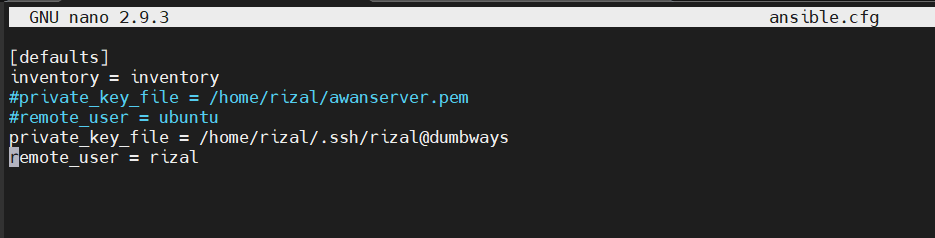 GNU nano 2.9.3 ansible.cfg
[defaults]
inventory = inventory
#private_key_file = /home/rizal/awanserver.pem
#remote_user = ubuntu
private_key_file = /home/rizal/.ssh/rizal@dumbways
remote_user = rizal